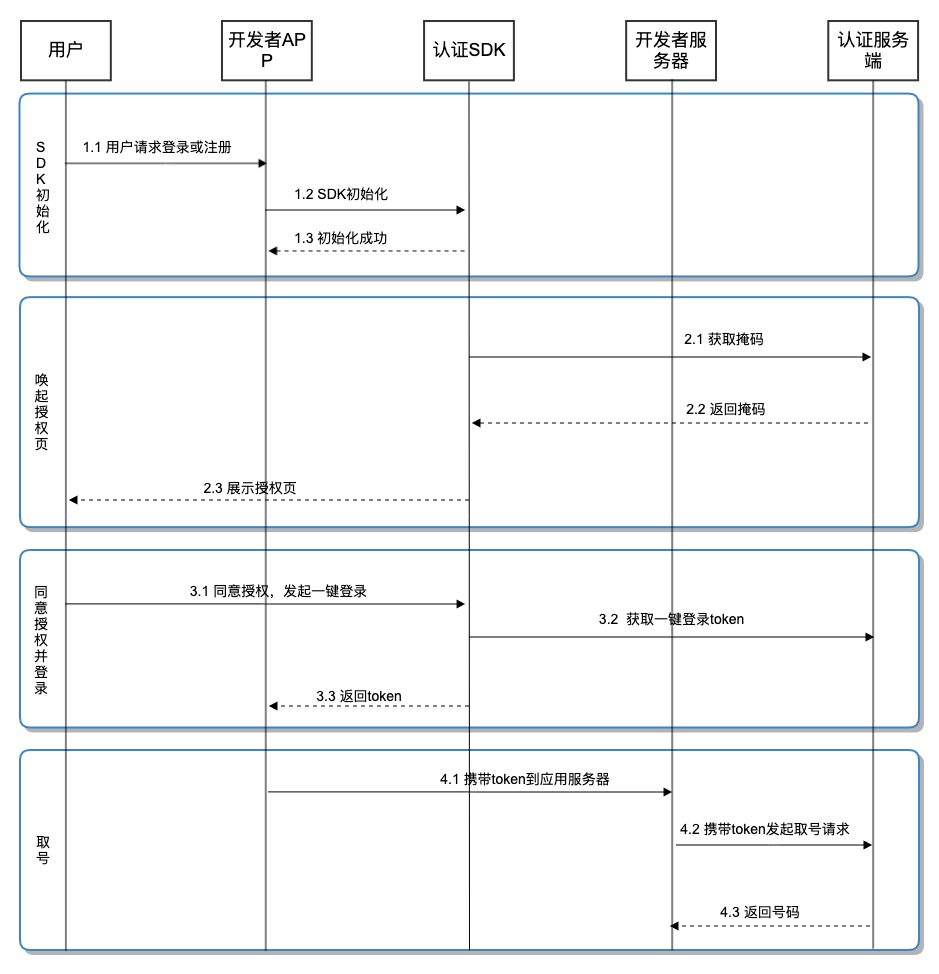 用户
开发者AP
P
认证SDK
开发者服
务器
认证服务
端
S
D
K
初
始
化
1.1 用户请求登录或注册
1.2 SDK初始化
1.3 初始化成功
唤
起
授
权
页
2.1 获取掩码
2.2 返回掩码
2.3 展示授权页
同
意
授
权
并
登
录
3.1 同意授权，发起一键登录
3.2 获取一键登录token
3.3 返回token
取
号
4.1 携带token到应用服务器
4.2 携带token发起取号请求
4.3 返回号码